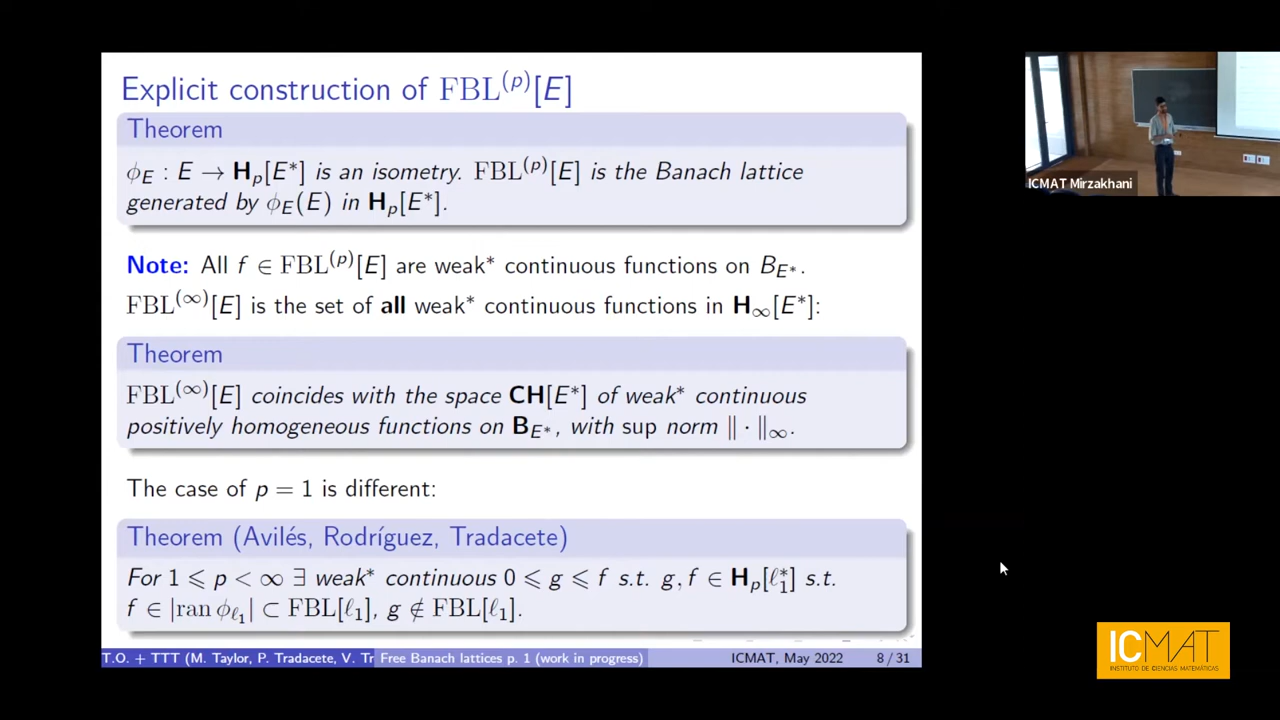 Explicit construction of FBL^(p)[E]
Theorem
ϕ_E : E → H_p[E*] is an isometry. FBL^(p)[E] is the Banach lattice
generated by ϕ_E(E) in H_p[E*].
Note: All f ∈ FBL^(p)[E] are weak* continuous functions on B_{E*}.
FBL^(∞)[E] is the set of all weak* continuous functions in H_∞[E*]:
Theorem
FBL^(∞)[E] coincides with the space CH[E*] of weak* continuous
positively homogeneous functions on B_{E*}, with sup norm ‖ · ‖_∞.
The case of p = 1 is different:
Theorem (Avilés, Rodríguez, Tradacete)
For 1 ⩽ p < ∞ ∃ weak* continuous 0 ⩽ g ⩽ f s.t. g, f ∈ H_p[ℓ_1*] s.t.
f ∈ |ran ϕ_{ℓ_1}| ⊂ FBL[ℓ_1], g ∉ FBL[ℓ_1].
T.O. + TTT (M. Taylor, P. Tradacete, V. Tr Free Banach lattices p. 1 (work in progress) ICMAT, May 2022 8 / 31
ICMAT Mirzakhani
ICMAT
INSTITUTO DE CIENCIAS MATEMÁTICAS